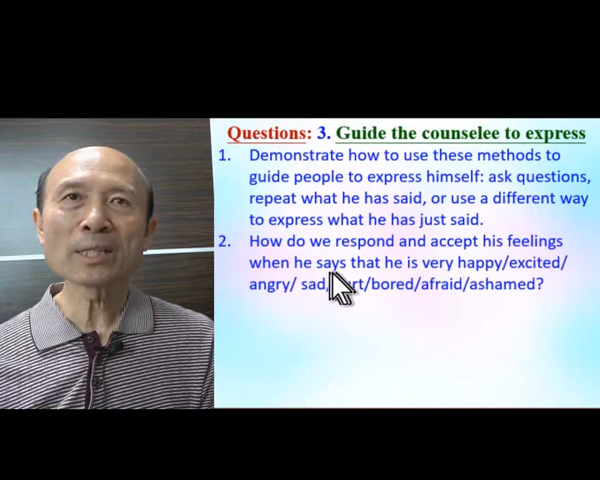 Questions: 3. Guide the counselee to express
1. Demonstrate how to use these methods to
guide people to express himself: ask questions,
repeat what he has said, or use a different way
to express what he has just said.
2. How do we respond and accept his feelings
when he says that he is very happy/excited/
angry/ sad, rt/bored/afraid/ashamed?